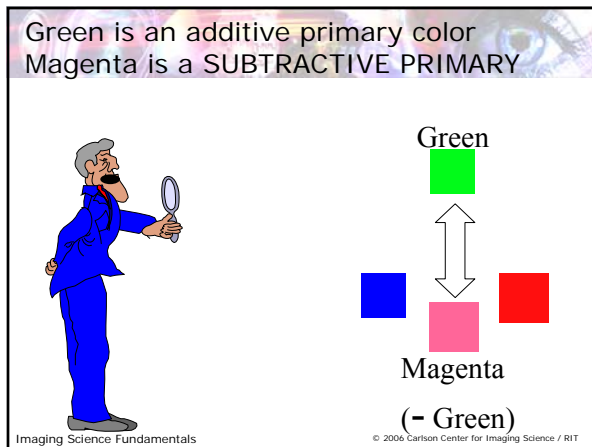 Green is an additive primary color
Magenta is a SUBTRACTIVE PRIMARY
Green
Magenta
(- Green)
Imaging Science Fundamentals
© 2006 Carlson Center for Imaging Science / RIT